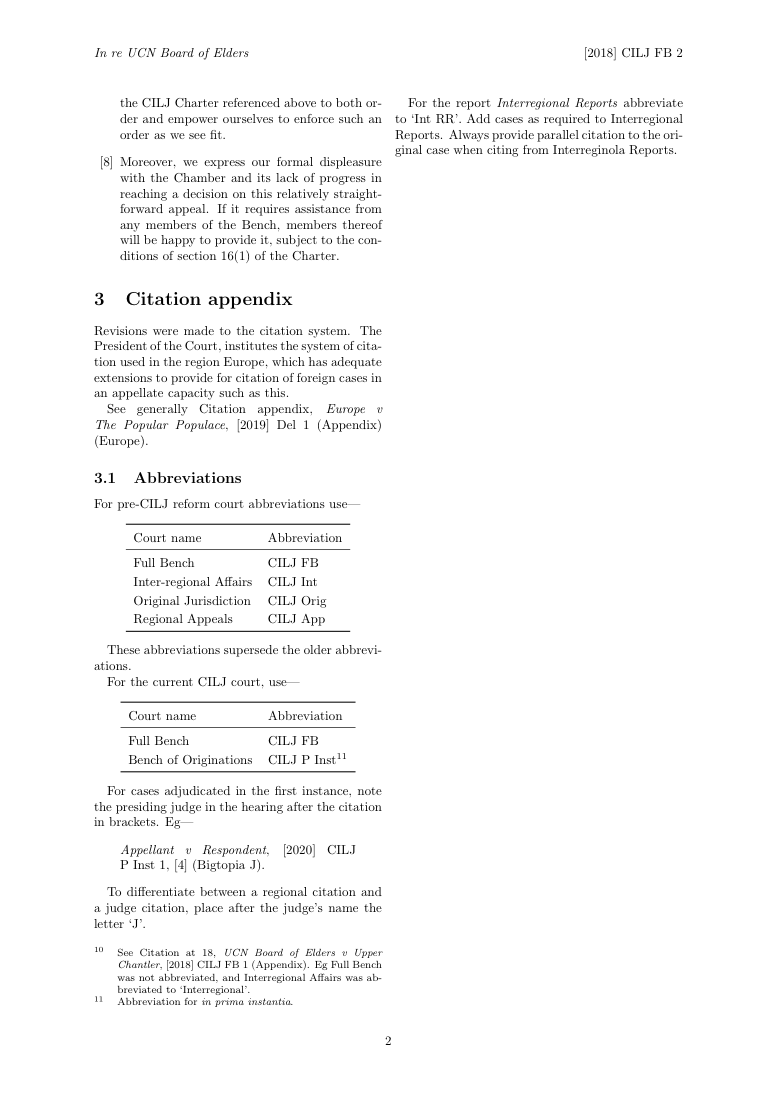 In re UCN Board of Elders [2018] CILJ FB 2
the CILJ Charter referenced above to both or-
der and empower ourselves to enforce such an
order as we see fit.
[8] Moreover, we express our formal displeasure
with the Chamber and its lack of progress in
reaching a decision on this relatively straight-
forward appeal. If it requires assistance from
any members of the Bench, members thereof
will be happy to provide it, subject to the con-
ditions of section 16(1) of the Charter.
3 Citation appendix
Revisions were made to the citation system. The
President of the Court, institutes the system of cita-
tion used in the region Europe, which has adequate
extensions to provide for citation of foreign cases in
an appellate capacity such as this.
See generally Citation appendix, Europe v
The Popular Populace, [2019] Del 1 (Appendix)
(Europe).
3.1 Abbreviations
For pre-CILJ reform court abbreviations use—
Court name Abbreviation
Full Bench CILJ FB
Inter-regional Affairs CILJ Int
Original Jurisdiction CILJ Orig
Regional Appeals CILJ App
These abbreviations supersede the older abbrevi-
ations.
For the current CILJ court, use—
Court name Abbreviation
Full Bench CILJ FB
Bench of Originations CILJ P Inst11
For cases adjudicated in the first instance, note
the presiding judge in the hearing after the citation
in brackets. Eg—
Appellant v Respondent, [2020] CILJ
P Inst 1, [4] (Bigtopia J).
To differentiate between a regional citation and
a judge citation, place after the judge's name the
letter 'J'.
10 See Citation at 18, UCN Board of Elders v Upper
Chantler, [2018] CILJ FB 1 (Appendix). Eg Full Bench
was not abbreviated, and Interregional Affairs was ab-
breviated to 'Interregional'.
11 Abbreviation for in prima instantia.
For the report Interregional Reports abbreviate
to 'Int RR'. Add cases as required to Interregional
Reports. Always provide parallel citation to the ori-
ginal case when citing from Interreginola Reports.
2